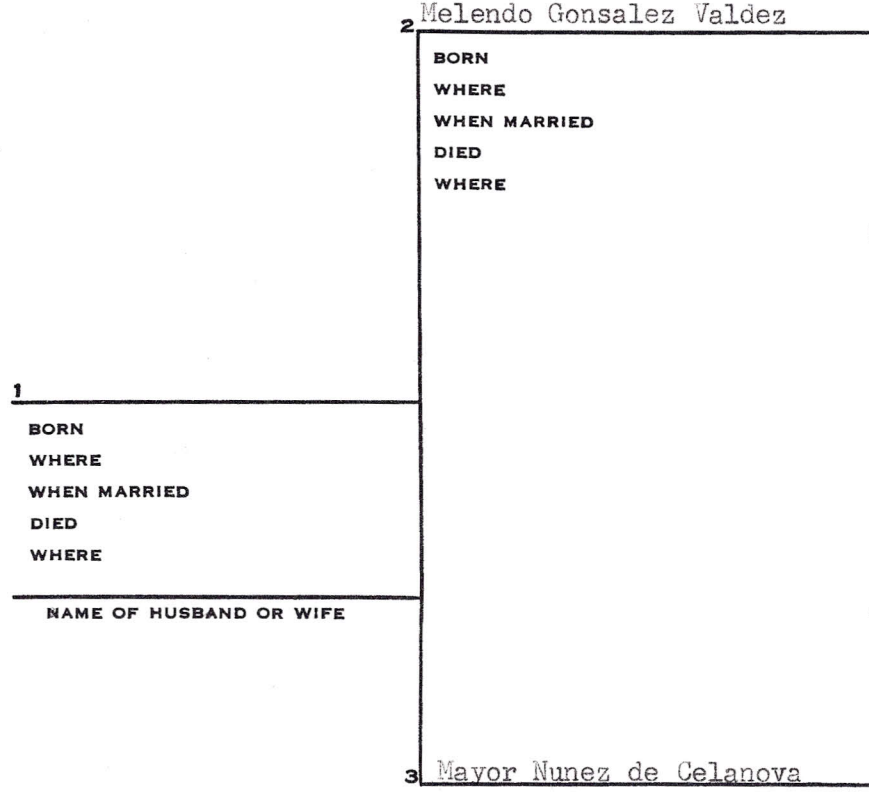 2 Melendo Gonsalez Valdez
BORN
WHERE
WHEN MARRIED
DIED
WHERE
1
BORN
WHERE
WHEN MARRIED
DIED
WHERE
NAME OF HUSBAND OR WIFE
3 Mayor Nunez de Celanova